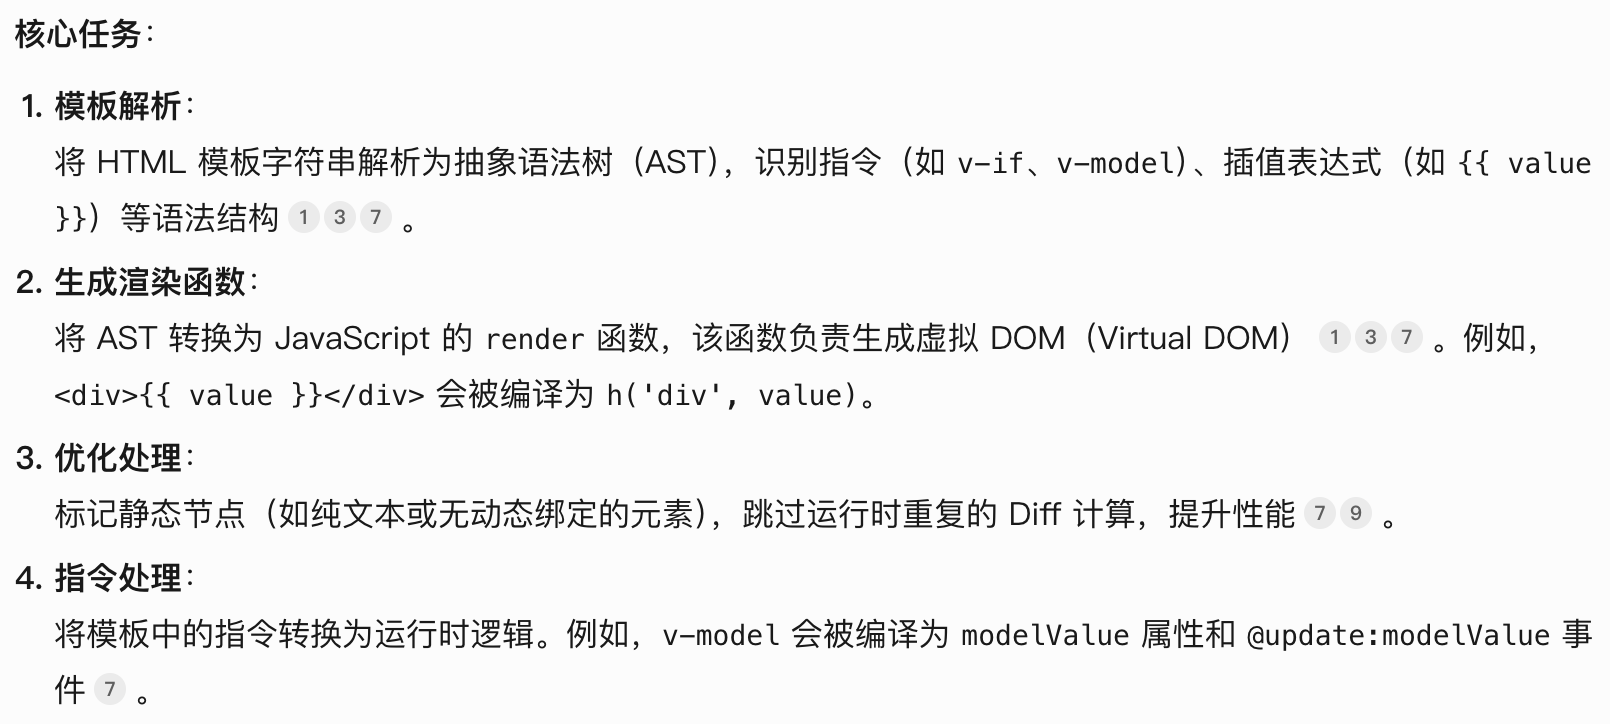 核心任务：
1. 模板解析：
将 HTML 模板字符串解析为抽象语法树（AST），识别指令（如 v-if、v-model）、插值表达式（如 {{ value
}}）等语法结构 1 3 7 。
2. 生成渲染函数：
将 AST 转换为 JavaScript 的 render 函数，该函数负责生成虚拟 DOM（Virtual DOM） 1 3 7 。例如，
<div>{{ value }}</div> 会被编译为 h('div', value)。
3. 优化处理：
标记静态节点（如纯文本或无动态绑定的元素），跳过运行时重复的 Diff 计算，提升性能 7 9 。
4. 指令处理：
将模板中的指令转换为运行时逻辑。例如，v-model 会被编译为 modelValue 属性和 @update:modelValue 事
件 7 。